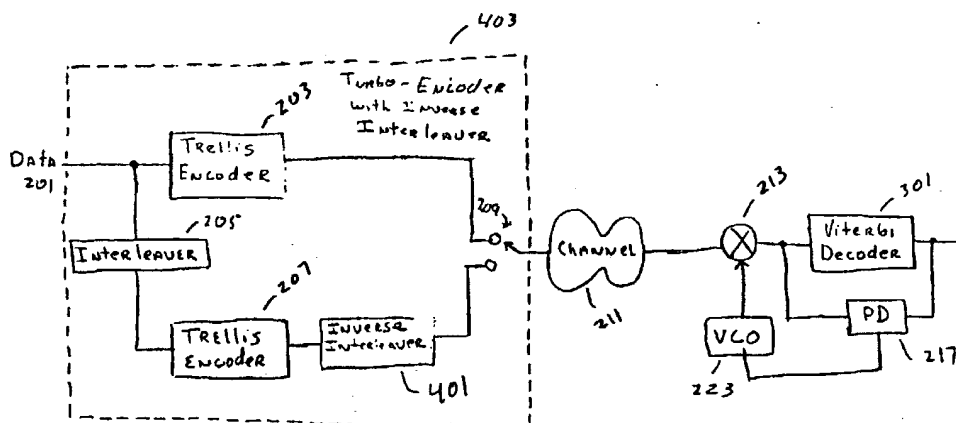 403
Turbo-Encoder
with Inverse
Interleaver
203
Trellis
Encoder
Data
201
205
Interleaver
207
Trellis
Encoder
Inverse
Interleaver
401
209
Channel
211
213
301
Viterbi
Decoder
PD
217
VCO
223